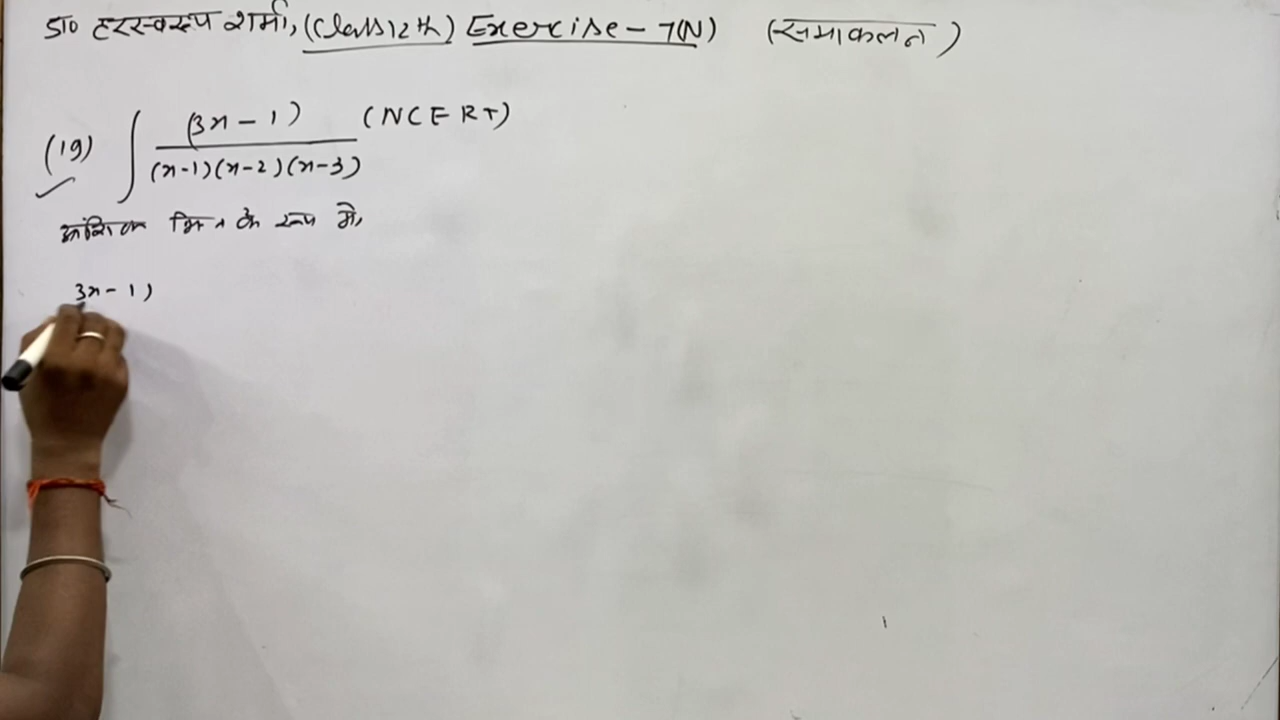 डा० हरस्वरूप शर्मा, (Class 12th) Exercise - 7(N) (समाकलन)
(19) ∫ (3x - 1) / (x-1)(x-2)(x-3) (NCERT)
आंशिक भिन्न के रूप में,
3x - 1)